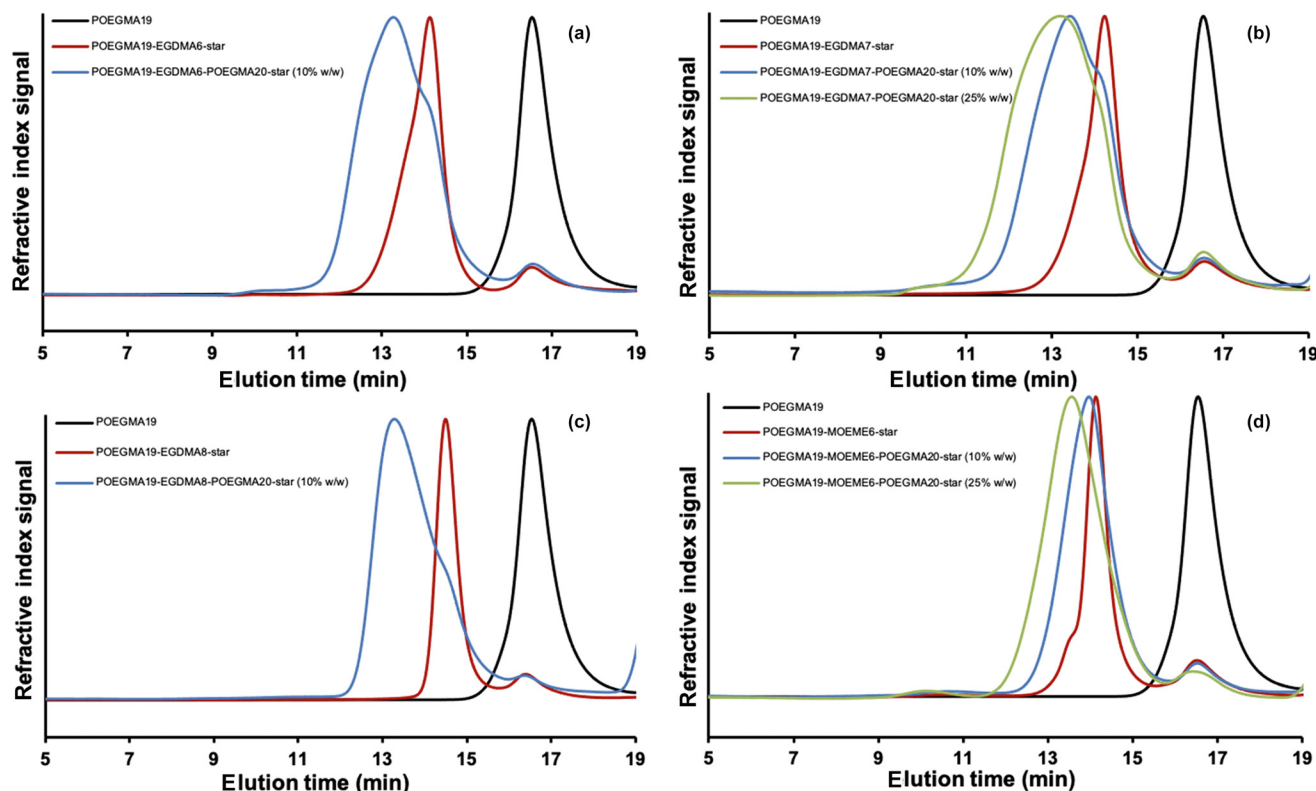 (a)
POEGMA19
POEGMA19-EGDMA6-star
POEGMA19-EGDMA6-POEGMA20-star (10% w/w)
Refractive index signal
5 7 9 11 13 15 17 19
Elution time (min)
(b)
POEGMA19
POEGMA19-EGDMA7-star
POEGMA19-EGDMA7-POEGMA20-star (10% w/w)
POEGMA19-EGDMA7-POEGMA20-star (25% w/w)
Refractive index signal
5 7 9 11 13 15 17 19
Elution time (min)
(c)
POEGMA19
POEGMA19-EGDMA8-star
POEGMA19-EGDMA8-POEGMA20-star (10% w/w)
Refractive index signal
5 7 9 11 13 15 17 19
Elution time (min)
(d)
POEGMA19
POEGMA19-MOEME6-star
POEGMA19-MOEME6-POEGMA20-star (10% w/w)
POEGMA19-MOEME6-POEGMA20-star (25% w/w)
Refractive index signal
5 7 9 11 13 15 17 19
Elution time (min)